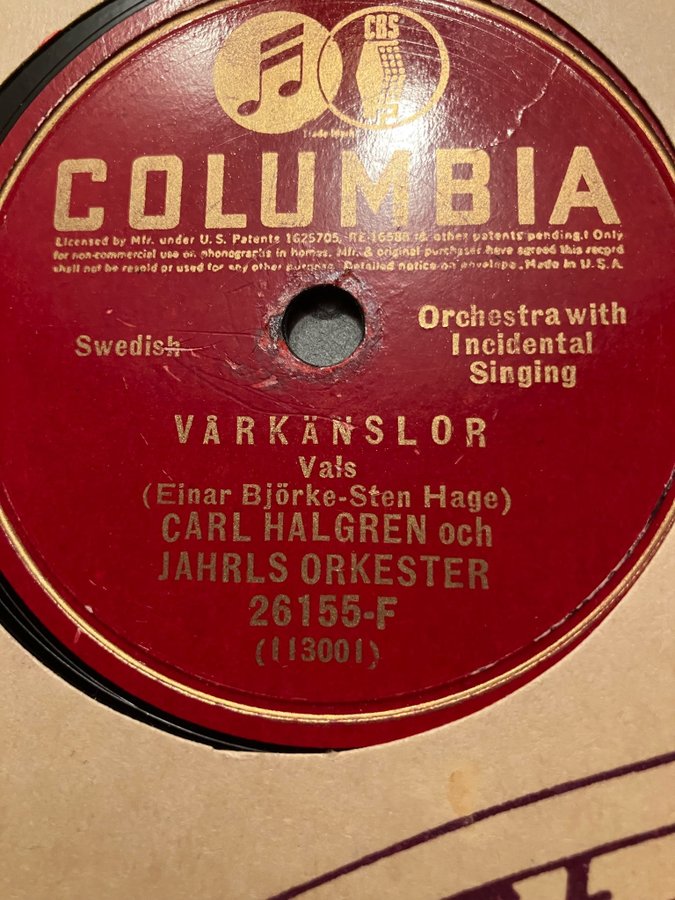 CBS
Trade Mark
COLUMBIA
Licensed by Mfr. under U.S. Patents 1625705, RE-16588 (& other patents pending.) Only
for non-commercial use on phonographs in homes. Mfr. & original purchaser have agreed this record
shall not be resold or used for any other purpose. Detailed notice on envelope. Made in U.S.A.
Swedish
Orchestra with
Incidental
Singing
VÅRKÄNSLOR
Vals
(Einar Björke-Sten Hage)
CARL HALGREN och
JAHRLS ORKESTER
26155-F
(113001)